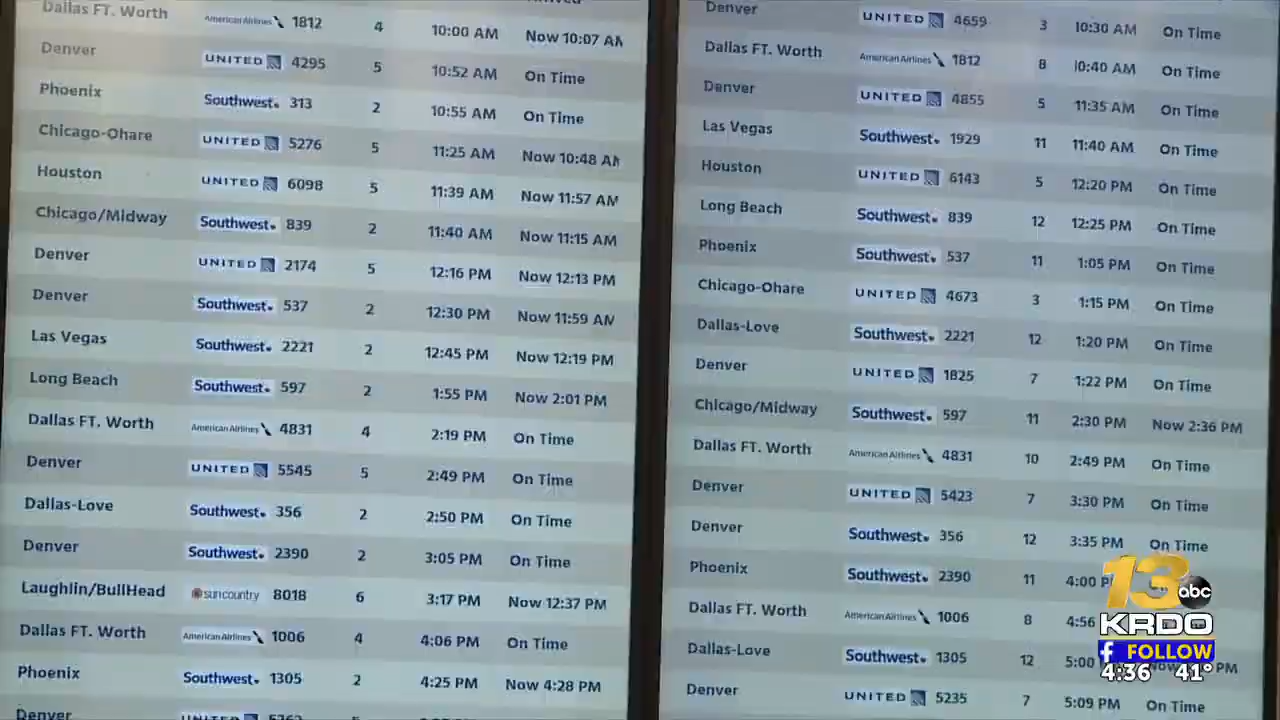 Dallas FT. Worth American Airlines 1812 4 10:00 AM Now 10:07 AM
Denver UNITED 4295 5 10:52 AM On Time
Phoenix Southwest 313 2 10:55 AM On Time
Chicago-Ohare UNITED 5276 5 11:25 AM Now 10:48 AM
Houston UNITED 6098 5 11:39 AM Now 11:57 AM
Chicago/Midway Southwest 839 2 11:40 AM Now 11:15 AM
Denver UNITED 2174 5 12:16 PM Now 12:13 PM
Denver Southwest 537 2 12:30 PM Now 11:59 AM
Las Vegas Southwest 2221 2 12:45 PM Now 12:19 PM
Long Beach Southwest 597 2 1:55 PM Now 2:01 PM
Dallas FT. Worth American Airlines 4831 4 2:19 PM On Time
Denver UNITED 5545 5 2:49 PM On Time
Dallas-Love Southwest 356 2 2:50 PM On Time
Denver Southwest 2390 2 3:05 PM On Time
Laughlin/BullHead sun country 8018 6 3:17 PM Now 12:37 PM
Dallas FT. Worth American Airlines 1006 4 4:06 PM On Time
Phoenix Southwest 1305 2 4:25 PM Now 4:28 PM
Denver UNITED
Denver UNITED 4659 3 10:30 AM On Time
Dallas FT. Worth American Airlines 1812 8 10:40 AM On Time
Denver UNITED 4855 5 11:35 AM On Time
Las Vegas Southwest 1929 11 11:40 AM On Time
Houston UNITED 6143 5 12:20 PM On Time
Long Beach Southwest 839 12 12:25 PM On Time
Phoenix Southwest 537 11 1:05 PM On Time
Chicago-Ohare UNITED 4673 3 1:15 PM On Time
Dallas-Love Southwest 2221 12 1:20 PM On Time
Denver UNITED 1825 7 1:22 PM On Time
Chicago/Midway Southwest 597 11 2:30 PM Now 2:36 PM
Dallas FT. Worth American Airlines 4831 10 2:49 PM On Time
Denver UNITED 5423 7 3:30 PM On Time
Denver Southwest 356 12 3:35 PM On Time
Phoenix Southwest 2390 11 4:00
Dallas FT. Worth American Airlines 1006 8 4:56
Dallas-Love Southwest 1305 12 5:00 PM
Denver UNITED 5235 7 5:09 PM On Time
13 abc
KRDO
f FOLLOW
4:36 41°